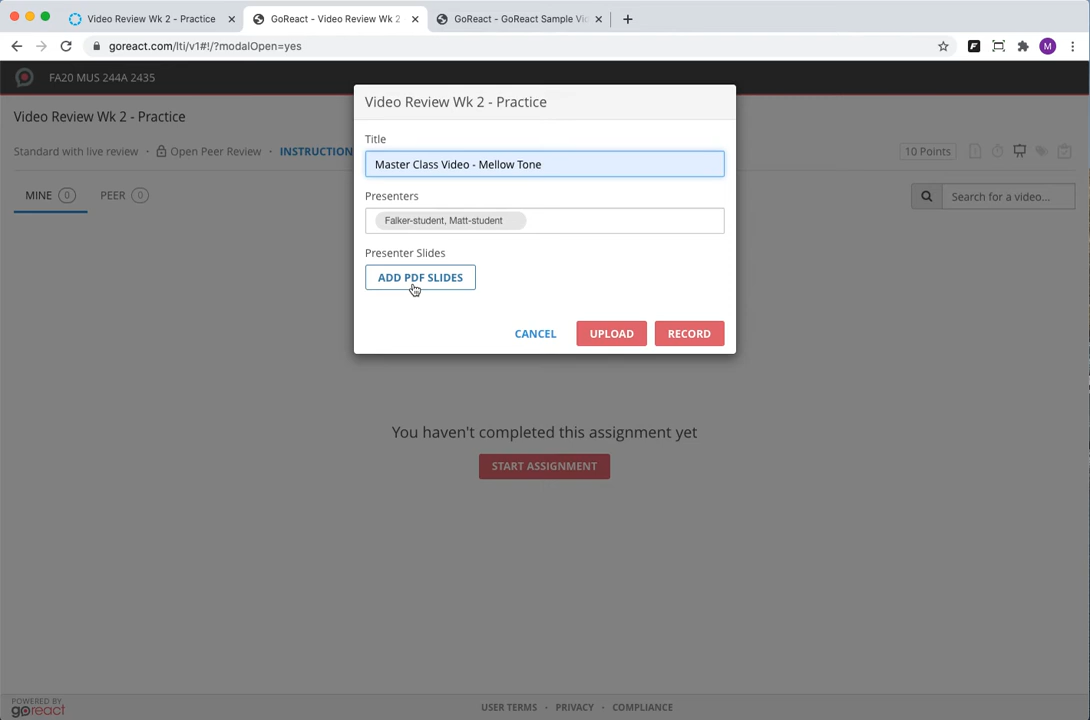 Video Review Wk 2 - Practice
GoReact - Video Review Wk 2
GoReact - GoReact Sample Vi
goreact.com/lti/v1#!/?modalOpen=yes
M
FA20 MUS 244A 2435
Video Review Wk 2 - Practice
Standard with live review · Open Peer Review · INSTRUCTION
10 Points
MINE 0 PEER 0
Search for a video...
Video Review Wk 2 - Practice
Title
Master Class Video - Mellow Tone
Presenters
Falker-student, Matt-student
Presenter Slides
ADD PDF SLIDES
CANCEL UPLOAD RECORD
You haven't completed this assignment yet
START ASSIGNMENT
POWERED BY
goreact
USER TERMS · PRIVACY · COMPLIANCE